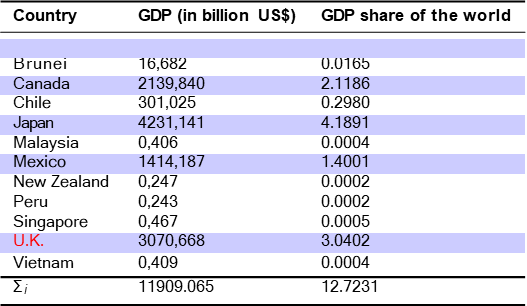 Country GDP (in billion US$) GDP share of the world
Brunei 16,682 0.0165
Canada 2139,840 2.1186
Chile 301,025 0.2980
Japan 4231,141 4.1891
Malaysia 0,406 0.0004
Mexico 1414,187 1.4001
New Zealand 0,247 0.0002
Peru 0,243 0.0002
Singapore 0,467 0.0005
U.K. 3070,668 3.0402
Vietnam 0,409 0.0004
Σi 11909.065 12.7231